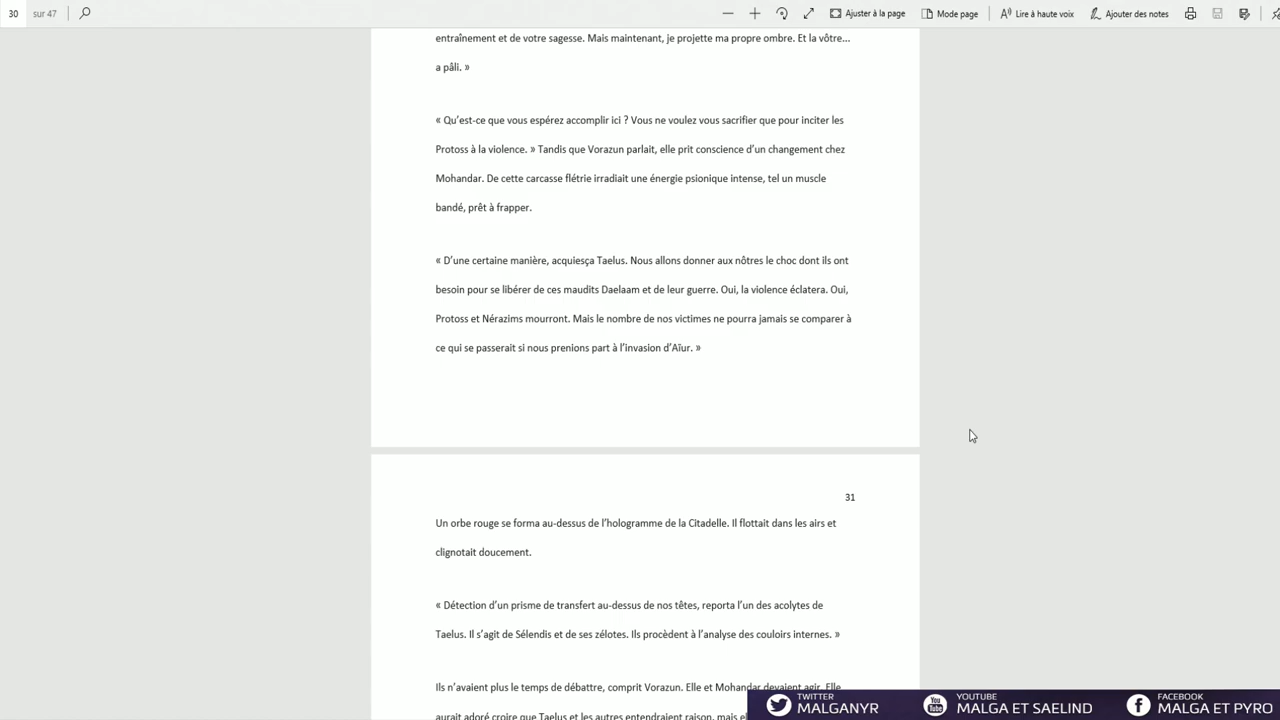 30 sur 47
Ajuster à la page
Mode page
Lire à haute voix
Ajouter des notes
entraînement et de votre sagesse. Mais maintenant, je projette ma propre ombre. Et la vôtre…
a pâli. »
« Qu’est-ce que vous espérez accomplir ici ? Vous ne voulez vous sacrifier que pour inciter les
Protoss à la violence. » Tandis que Vorazun parlait, elle prit conscience d’un changement chez
Mohandar. De cette carcasse flétrie irradiait une énergie psionique intense, tel un muscle
bandé, prêt à frapper.
« D’une certaine manière, acquiesça Taelus. Nous allons donner aux nôtres le choc dont ils ont
besoin pour se libérer de ces maudits Daelaam et de leur guerre. Oui, la violence éclatera. Oui,
Protoss et Nérazims mourront. Mais le nombre de nos victimes ne pourra jamais se comparer à
ce qui se passerait si nous prenions part à l’invasion d’Aïur. »
31
Un orbe rouge se forma au-dessus de l’hologramme de la Citadelle. Il flottait dans les airs et
clignotait doucement.
« Détection d’un prisme de transfert au-dessus de nos têtes, reporta l’un des acolytes de
Taelus. Il s’agit de Sélendis et de ses zélotes. Ils procèdent à l’analyse des couloirs internes. »
Ils n’avaient plus le temps de débattre, comprit Vorazun. Elle et Mohandar devaient agir. Elle
aurait adoré croire que Taelus et les autres entendraient raison, mais
TWITTER
MALGANYR
YOUTUBE
MALGA ET SAELIND
FACEBOOK
MALGA ET PYRO